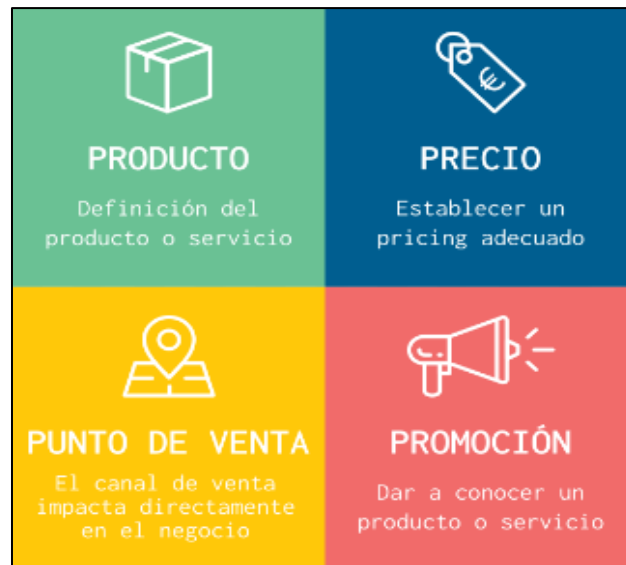 PRODUCTO
Definición del
producto o servicio
PRECIO
Establecer un
pricing adecuado
PUNTO DE VENTA
El canal de venta
impacta directamente
en el negocio
PROMOCIÓN
Dar a conocer un
producto o servicio